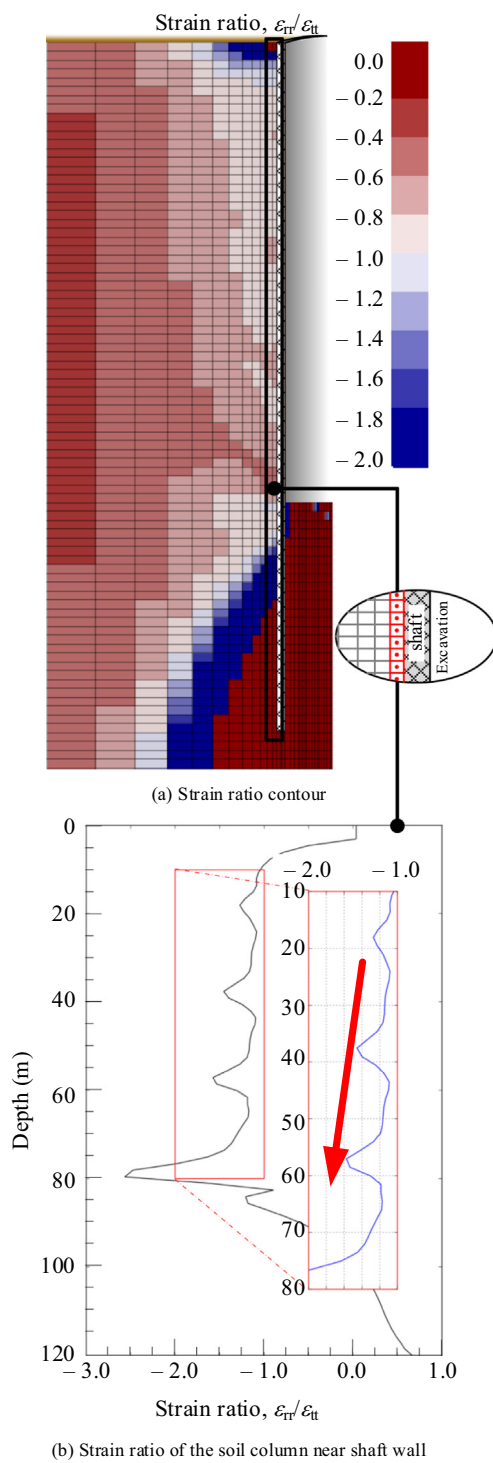 Strain ratio, εrr/εtt
0.0
– 0.2
– 0.4
– 0.6
– 0.8
– 1.0
– 1.2
– 1.4
– 1.6
– 1.8
– 2.0
shaft
Excavation
(a) Strain ratio contour
0
20
40
60
80
100
120
Depth (m)
– 2.0 – 1.0
10
20
30
40
50
60
70
80
– 3.0 – 2.0 – 1.0 0.0 1.0
Strain ratio, εrr/εtt
(b) Strain ratio of the soil column near shaft wall